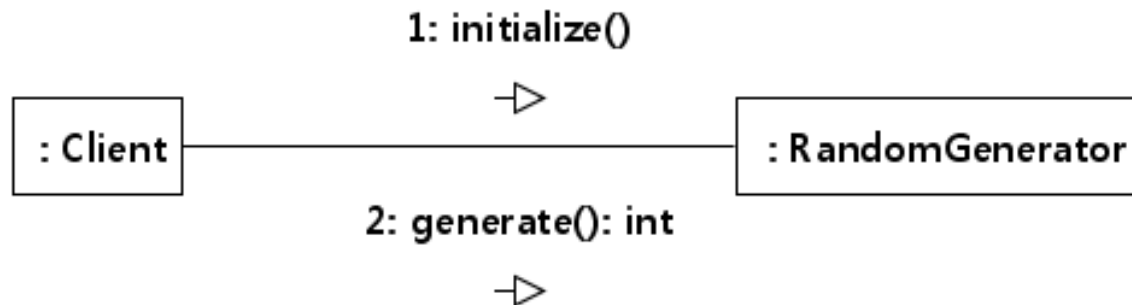 1: initialize()
: Client
: RandomGenerator
2: generate(): int